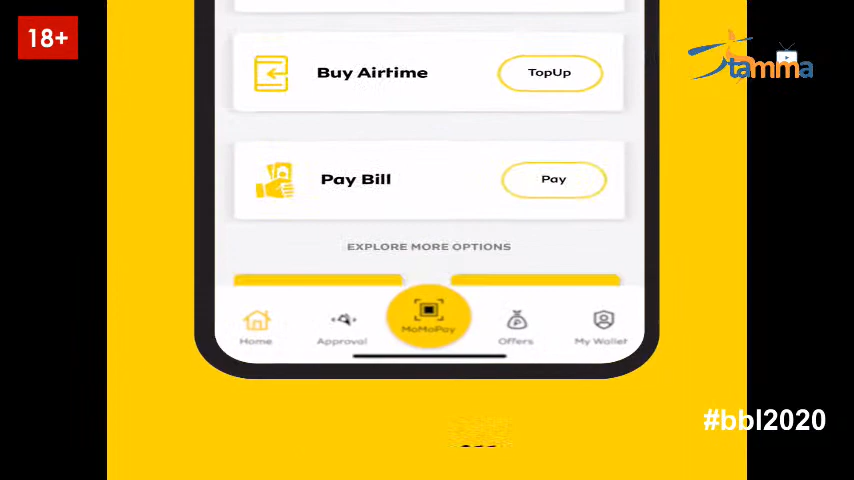 18+
tamma
Buy Airtime
TopUp
Pay Bill
Pay
EXPLORE MORE OPTIONS
MoMoPay
Home
Approval
Offers
My Wallet
#bbl2020